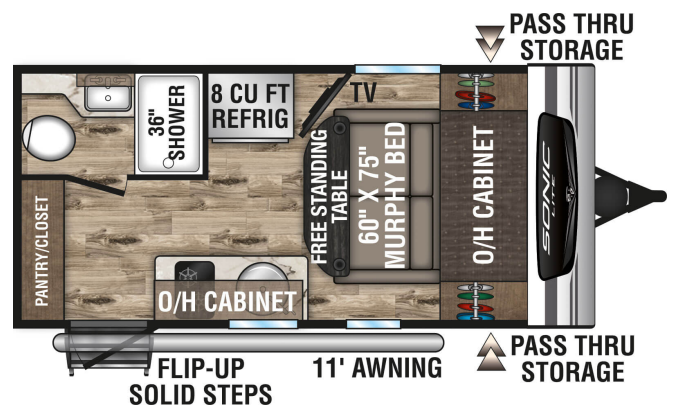 PASS THRU
STORAGE
36"
SHOWER
8 CU FT
REFRIG
TV
FREE STANDING
TABLE
60" X 75"
MURPHY BED
O/H CABINET
SONIC
LITE
PANTRY/CLOSET
O/H CABINET
FLIP-UP
SOLID STEPS
11' AWNING
PASS THRU
STORAGE